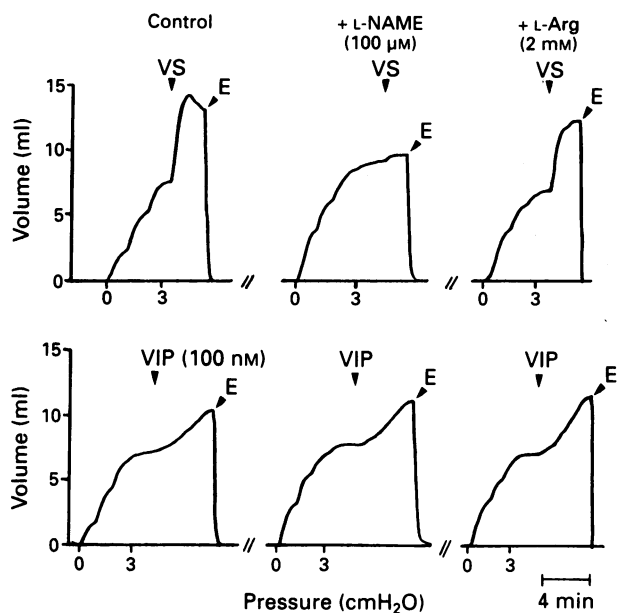 Control
+ L-NAME
(100 µM)
+ L-Arg
(2 mM)
VS
VS
VS
E
E
E
Volume (ml)
15
10
5
0
0 3
0 3
0 3
VIP (100 nM)
VIP
VIP
E
E
E
Volume (ml)
15
10
5
0
0 3
0 3
0 3
Pressure (cmH₂O)
4 min